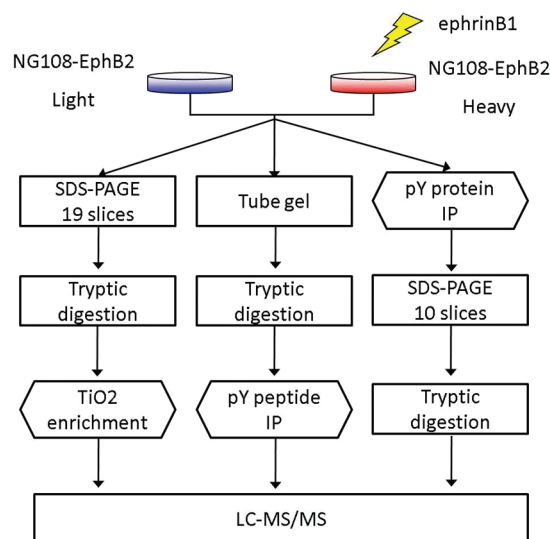 ephrinB1
NG108-EphB2
Light
NG108-EphB2
Heavy
SDS-PAGE
19 slices
Tube gel
pY protein
IP
Tryptic
digestion
Tryptic
digestion
SDS-PAGE
10 slices
TiO2
enrichment
pY peptide
IP
Tryptic
digestion
LC-MS/MS